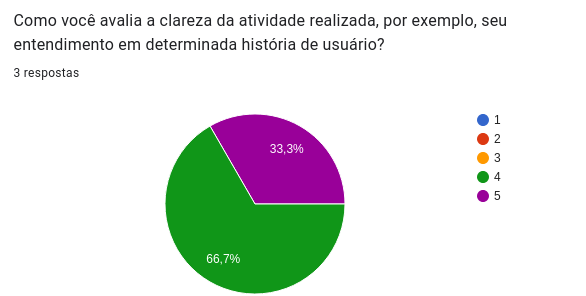 Como você avalia a clareza da atividade realizada, por exemplo, seu
entendimento em determinada história de usuário?
3 respostas
33,3%
66,7%
1
2
3
4
5